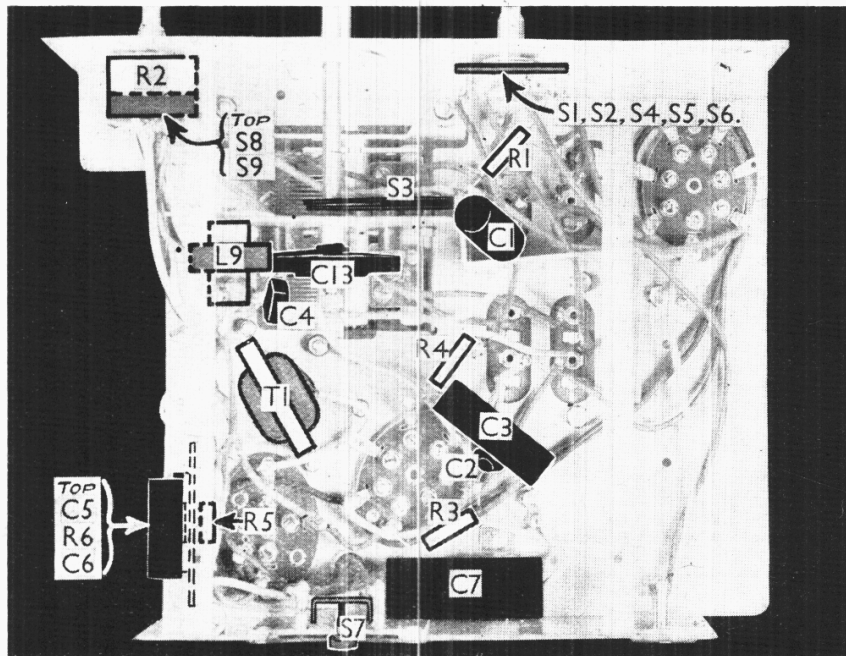 R2
TOP
S8
S9
S1, S2, S4, S5, S6.
R1
S3
C1
L9
C13
C4
R4
T1
C3
C2
TOP
C5
R6
C6
R5
R3
C7
S7